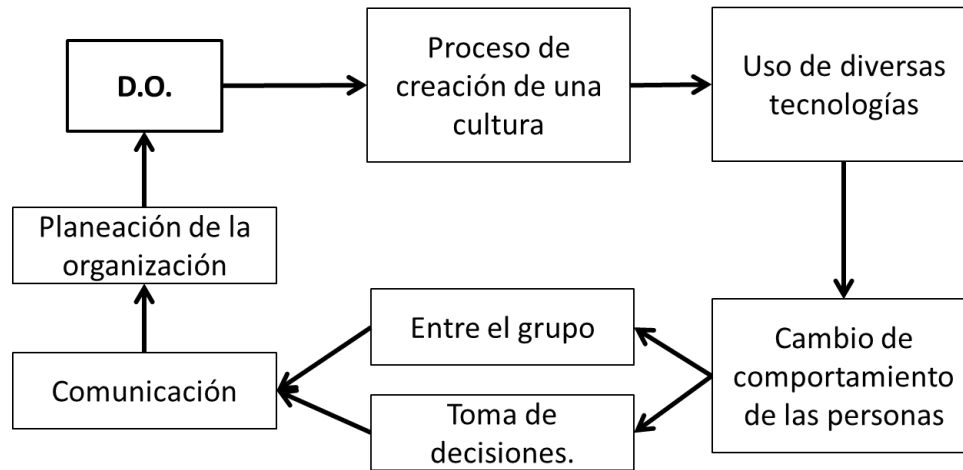 D.O.
Proceso de
creación de una
cultura
Uso de diversas
tecnologías
Cambio de
comportamiento
de las personas
Entre el grupo
Toma de
decisiones.
Comunicación
Planeación de la
organización